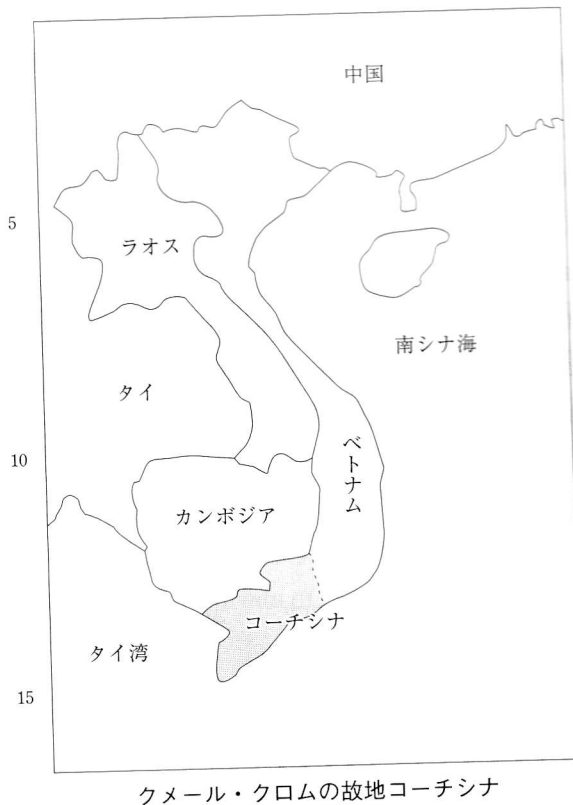 中国
5
ラオス
南シナ海
タイ
10
ベトナム
カンボジア
コーチシナ
タイ湾
15
クメール・クロムの故地コーチシナ